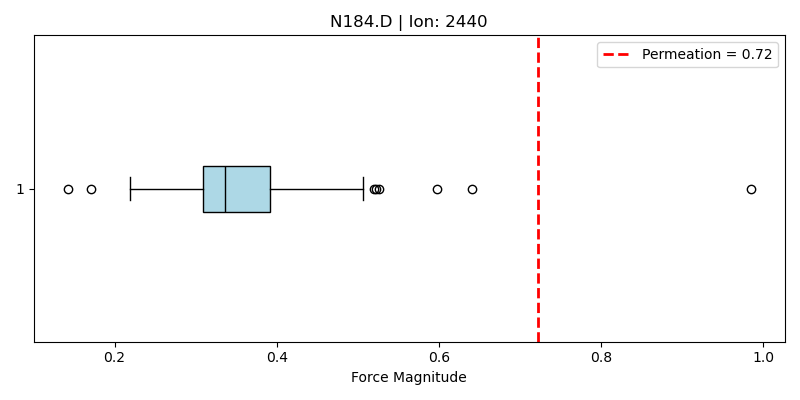 N184.D | Ion: 2440
Permeation = 0.72
1
0.2 0.4 0.6 0.8 1.0
Force Magnitude